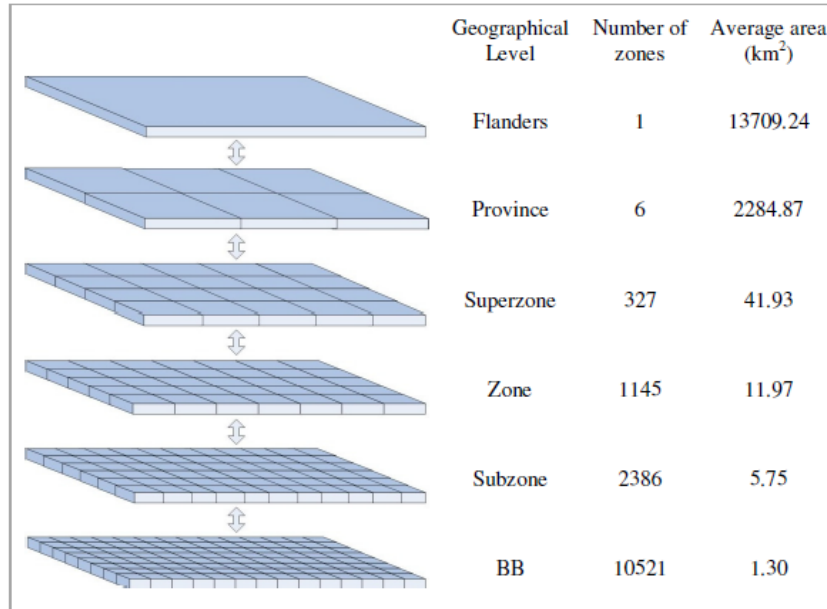 Geographical Level Number of zones Average area (km²)
Flanders 1 13709.24
Province 6 2284.87
Superzone 327 41.93
Zone 1145 11.97
Subzone 2386 5.75
BB 10521 1.30